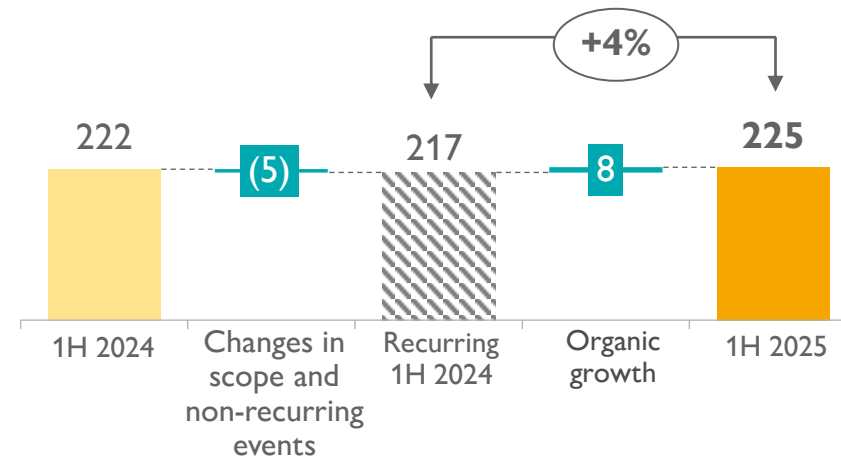 +4%
222
(5)
217
8
225
1H 2024
Changes in
scope and
non-recurring
events
Recurring
1H 2024
Organic
growth
1H 2025